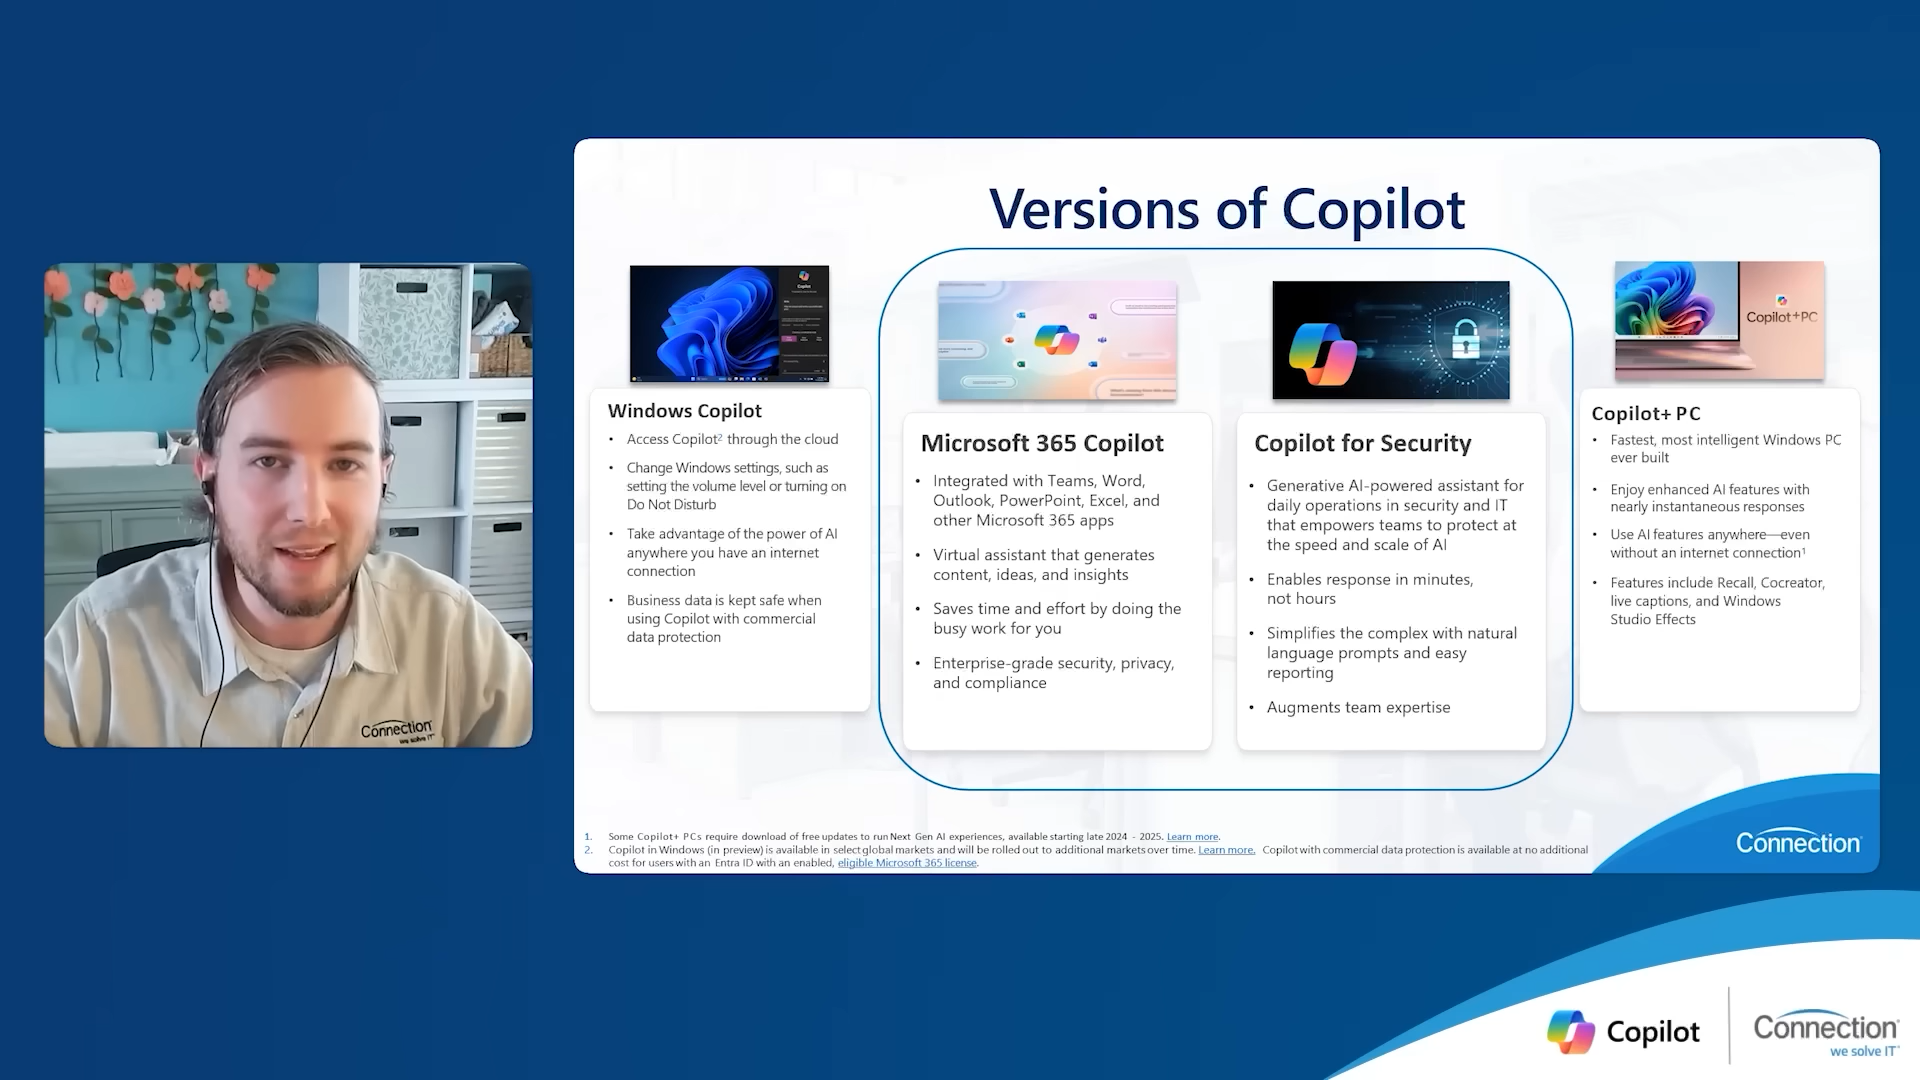 Versions of Copilot
Windows Copilot
• Access Copilot² through the cloud
• Change Windows settings, such as
setting the volume level or turning on
Do Not Disturb
• Take advantage of the power of AI
anywhere you have an internet
connection
• Business data is kept safe when
using Copilot with commercial
data protection
Microsoft 365 Copilot
• Integrated with Teams, Word,
Outlook, PowerPoint, Excel, and
other Microsoft 365 apps
• Virtual assistant that generates
content, ideas, and insights
• Saves time and effort by doing the
busy work for you
• Enterprise-grade security, privacy,
and compliance
Copilot for Security
• Generative AI-powered assistant for
daily operations in security and IT
that empowers teams to protect at
the speed and scale of AI
• Enables response in minutes,
not hours
• Simplifies the complex with natural
language prompts and easy
reporting
• Augments team expertise
Copilot+PC
Copilot+ PC
• Fastest, most intelligent Windows PC
ever built
• Enjoy enhanced AI features with
nearly instantaneous responses
• Use AI features anywhere—even
without an internet connection¹
• Features include Recall, Cocreator,
live captions, and Windows
Studio Effects
1. Some Copilot+ PCs require download of free updates to run Next Gen AI experiences, available starting late 2024 - 2025. Learn more.
2. Copilot in Windows (in preview) is available in select global markets and will be rolled out to additional markets over time. Learn more. Copilot with commercial data protection is available at no additional
cost for users with an Entra ID with an enabled, eligible Microsoft 365 license.
Connection
Connection
we solve IT
Copilot
Connection
we solve IT